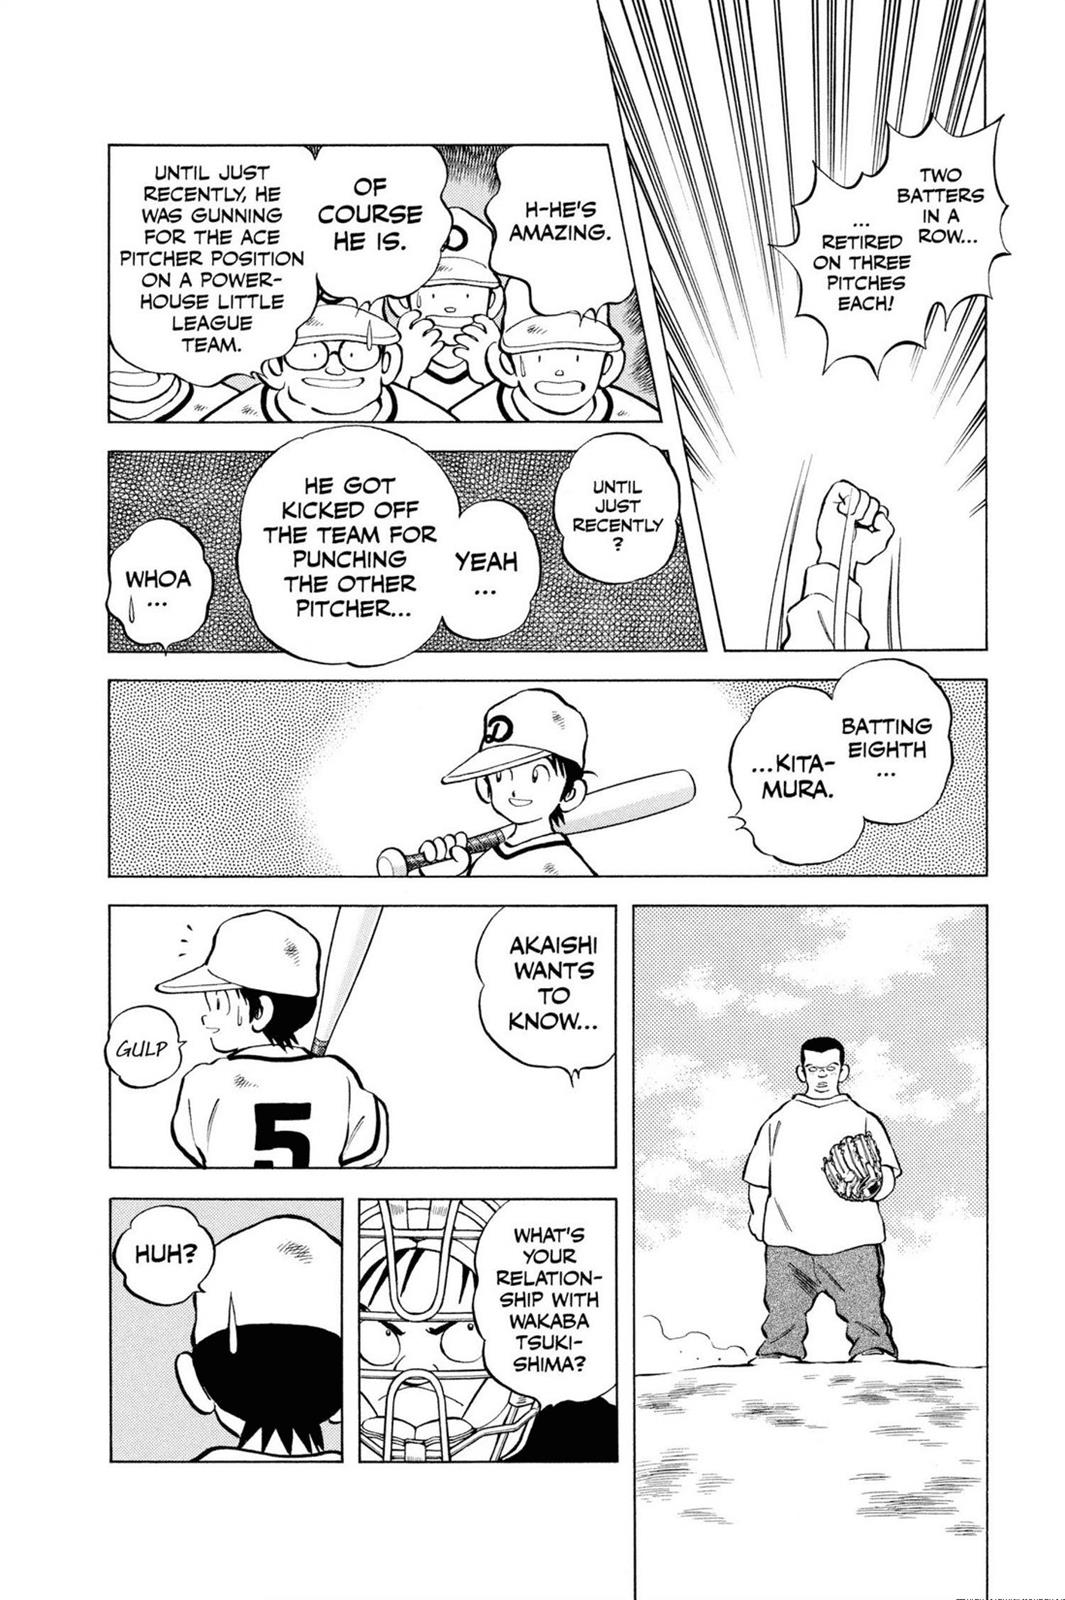 TWO
BATTERS
IN A
ROW...
...
RETIRED
ON THREE
PITCHES
EACH!
H-HE'S
AMAZING.
OF
COURSE
HE IS.
UNTIL JUST
RECENTLY, HE
WAS GUNNING
FOR THE ACE
PITCHER POSITION
ON A POWER-
HOUSE LITTLE
LEAGUE
TEAM.
D
UNTIL
JUST
RECENTLY
?
YEAH
...
HE GOT
KICKED OFF
THE TEAM FOR
PUNCHING
THE OTHER
PITCHER...
WHOA
...
BATTING
EIGHTH
...
...KITA-
MURA.
D
AKAISHI
WANTS
TO
KNOW...
GULP
5
WHAT'S
YOUR
RELATION-
SHIP WITH
WAKABA
TSUKI-
SHIMA?
HUH?